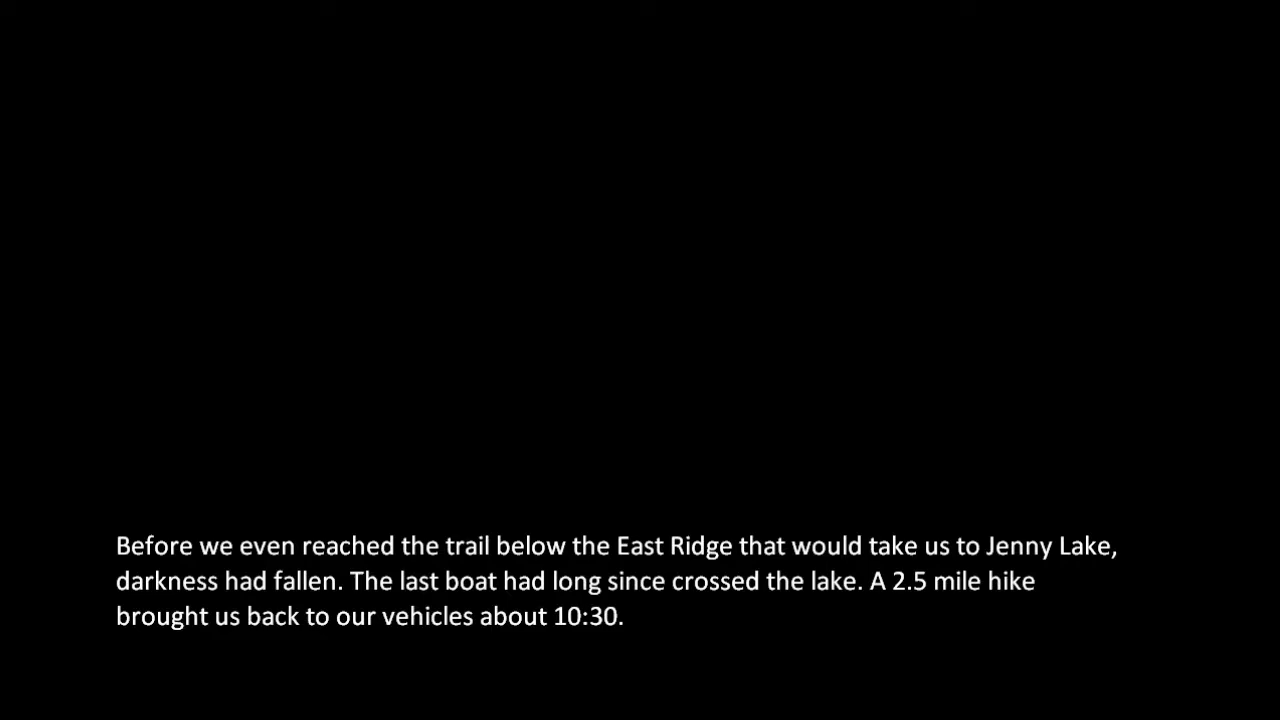 Before we even reached the trail below the East Ridge that would take us to Jenny Lake,
darkness had fallen. The last boat had long since crossed the lake. A 2.5 mile hike
brought us back to our vehicles about 10:30.